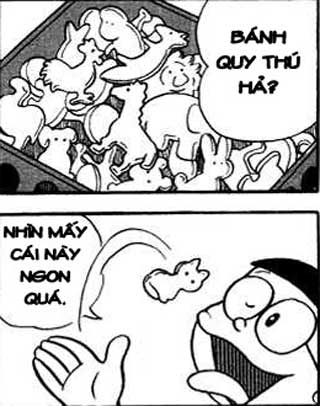 BÁNH
QUY THÚ
HẢ?
NHÌN MẤY
CÁI NÀY
NGON
QUÁ.